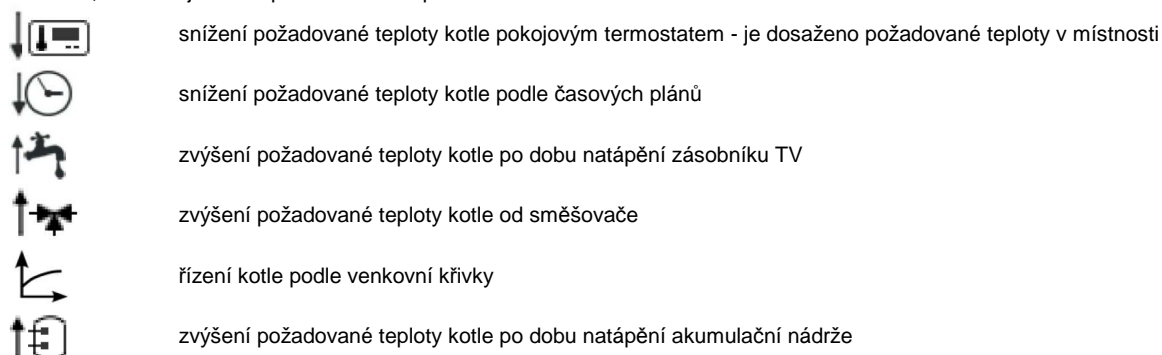 snížení požadované teploty kotle pokojovým termostatem - je dosaženo požadované teploty v místnosti
snížení požadované teploty kotle podle časových plánů
zvýšení požadované teploty kotle po dobu natápění zásobníku TV
zvýšení požadované teploty kotle od směšovače
řízení kotle podle venkovní křivky
zvýšení požadované teploty kotle po dobu natápění akumulační nádrže